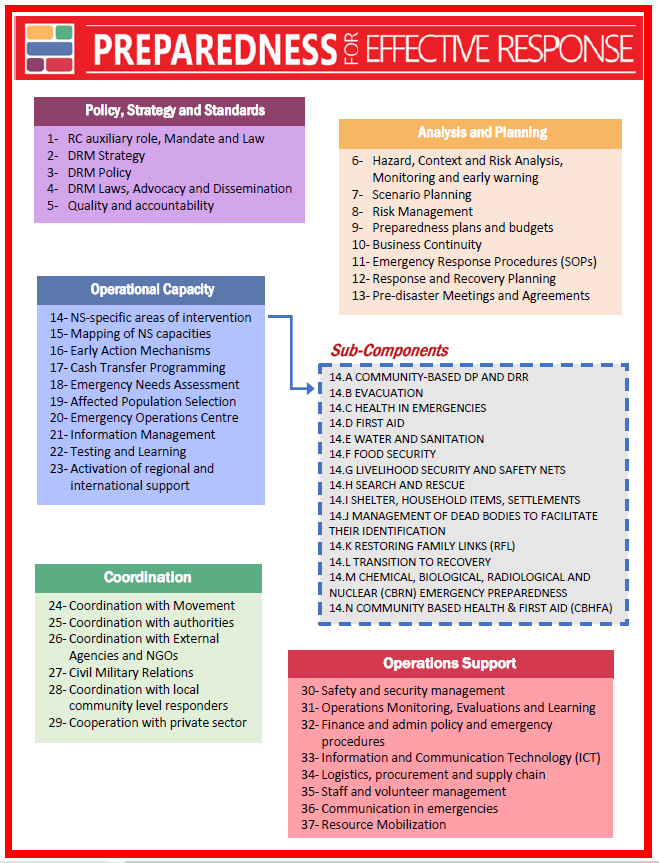 PREPAREDNESS FOR EFFECTIVE RESPONSE
Policy, Strategy and Standards
1- RC auxiliary role, Mandate and Law
2- DRM Strategy
3- DRM Policy
4- DRM Laws, Advocacy and Dissemination
5- Quality and accountability
Analysis and Planning
6- Hazard, Context and Risk Analysis,
Monitoring and early warning
7- Scenario Planning
8- Risk Management
9- Preparedness plans and budgets
10- Business Continuity
11- Emergency Response Procedures (SOPs)
12- Response and Recovery Planning
13- Pre-disaster Meetings and Agreements
Operational Capacity
14- NS-specific areas of intervention
15- Mapping of NS capacities
16- Early Action Mechanisms
17- Cash Transfer Programming
18- Emergency Needs Assessment
19- Affected Population Selection
20- Emergency Operations Centre
21- Information Management
22- Testing and Learning
23- Activation of regional and
international support
Sub-Components
14.A COMMUNITY-BASED DP AND DRR
14.B EVACUATION
14.C HEALTH IN EMERGENCIES
14.D FIRST AID
14.E WATER AND SANITATION
14.F FOOD SECURITY
14.G LIVELIHOOD SECURITY AND SAFETY NETS
14.H SEARCH AND RESCUE
14.I SHELTER, HOUSEHOLD ITEMS, SETTLEMENTS
14.J MANAGEMENT OF DEAD BODIES TO FACILITATE
THEIR IDENTIFICATION
14.K RESTORING FAMILY LINKS (RFL)
14.L TRANSITION TO RECOVERY
14.M CHEMICAL, BIOLOGICAL, RADIOLOGICAL AND
NUCLEAR (CBRN) EMERGENCY PREPAREDNESS
14.N COMMUNITY BASED HEALTH & FIRST AID (CBHFA)
Coordination
24- Coordination with Movement
25- Coordination with authorities
26- Coordination with External
Agencies and NGOs
27- Civil Military Relations
28- Coordination with local
community level responders
29- Cooperation with private sector
Operations Support
30- Safety and security management
31- Operations Monitoring, Evaluations and Learning
32- Finance and admin policy and emergency
procedures
33- Information and Communication Technology (ICT)
34- Logistics, procurement and supply chain
35- Staff and volunteer management
36- Communication in emergencies
37- Resource Mobilization